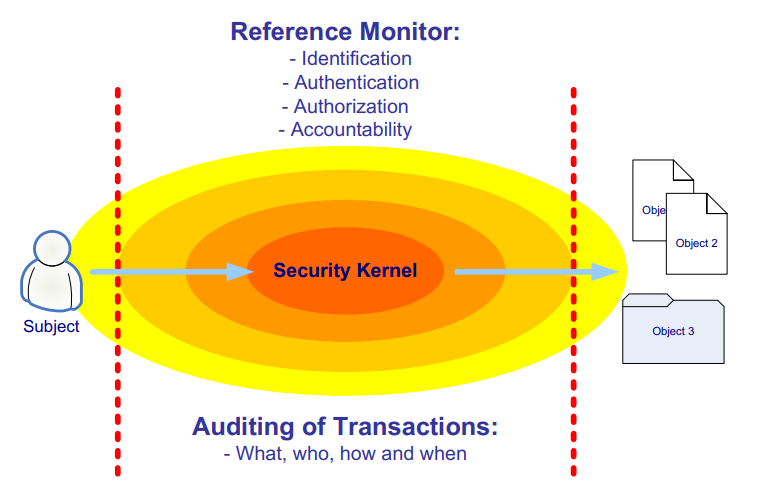 Reference Monitor:
- Identification
- Authentication
- Authorization
- Accountability
Obje
Object 2
Security Kernel
Subject
Object 3
Auditing of Transactions:
- What, who, how and when